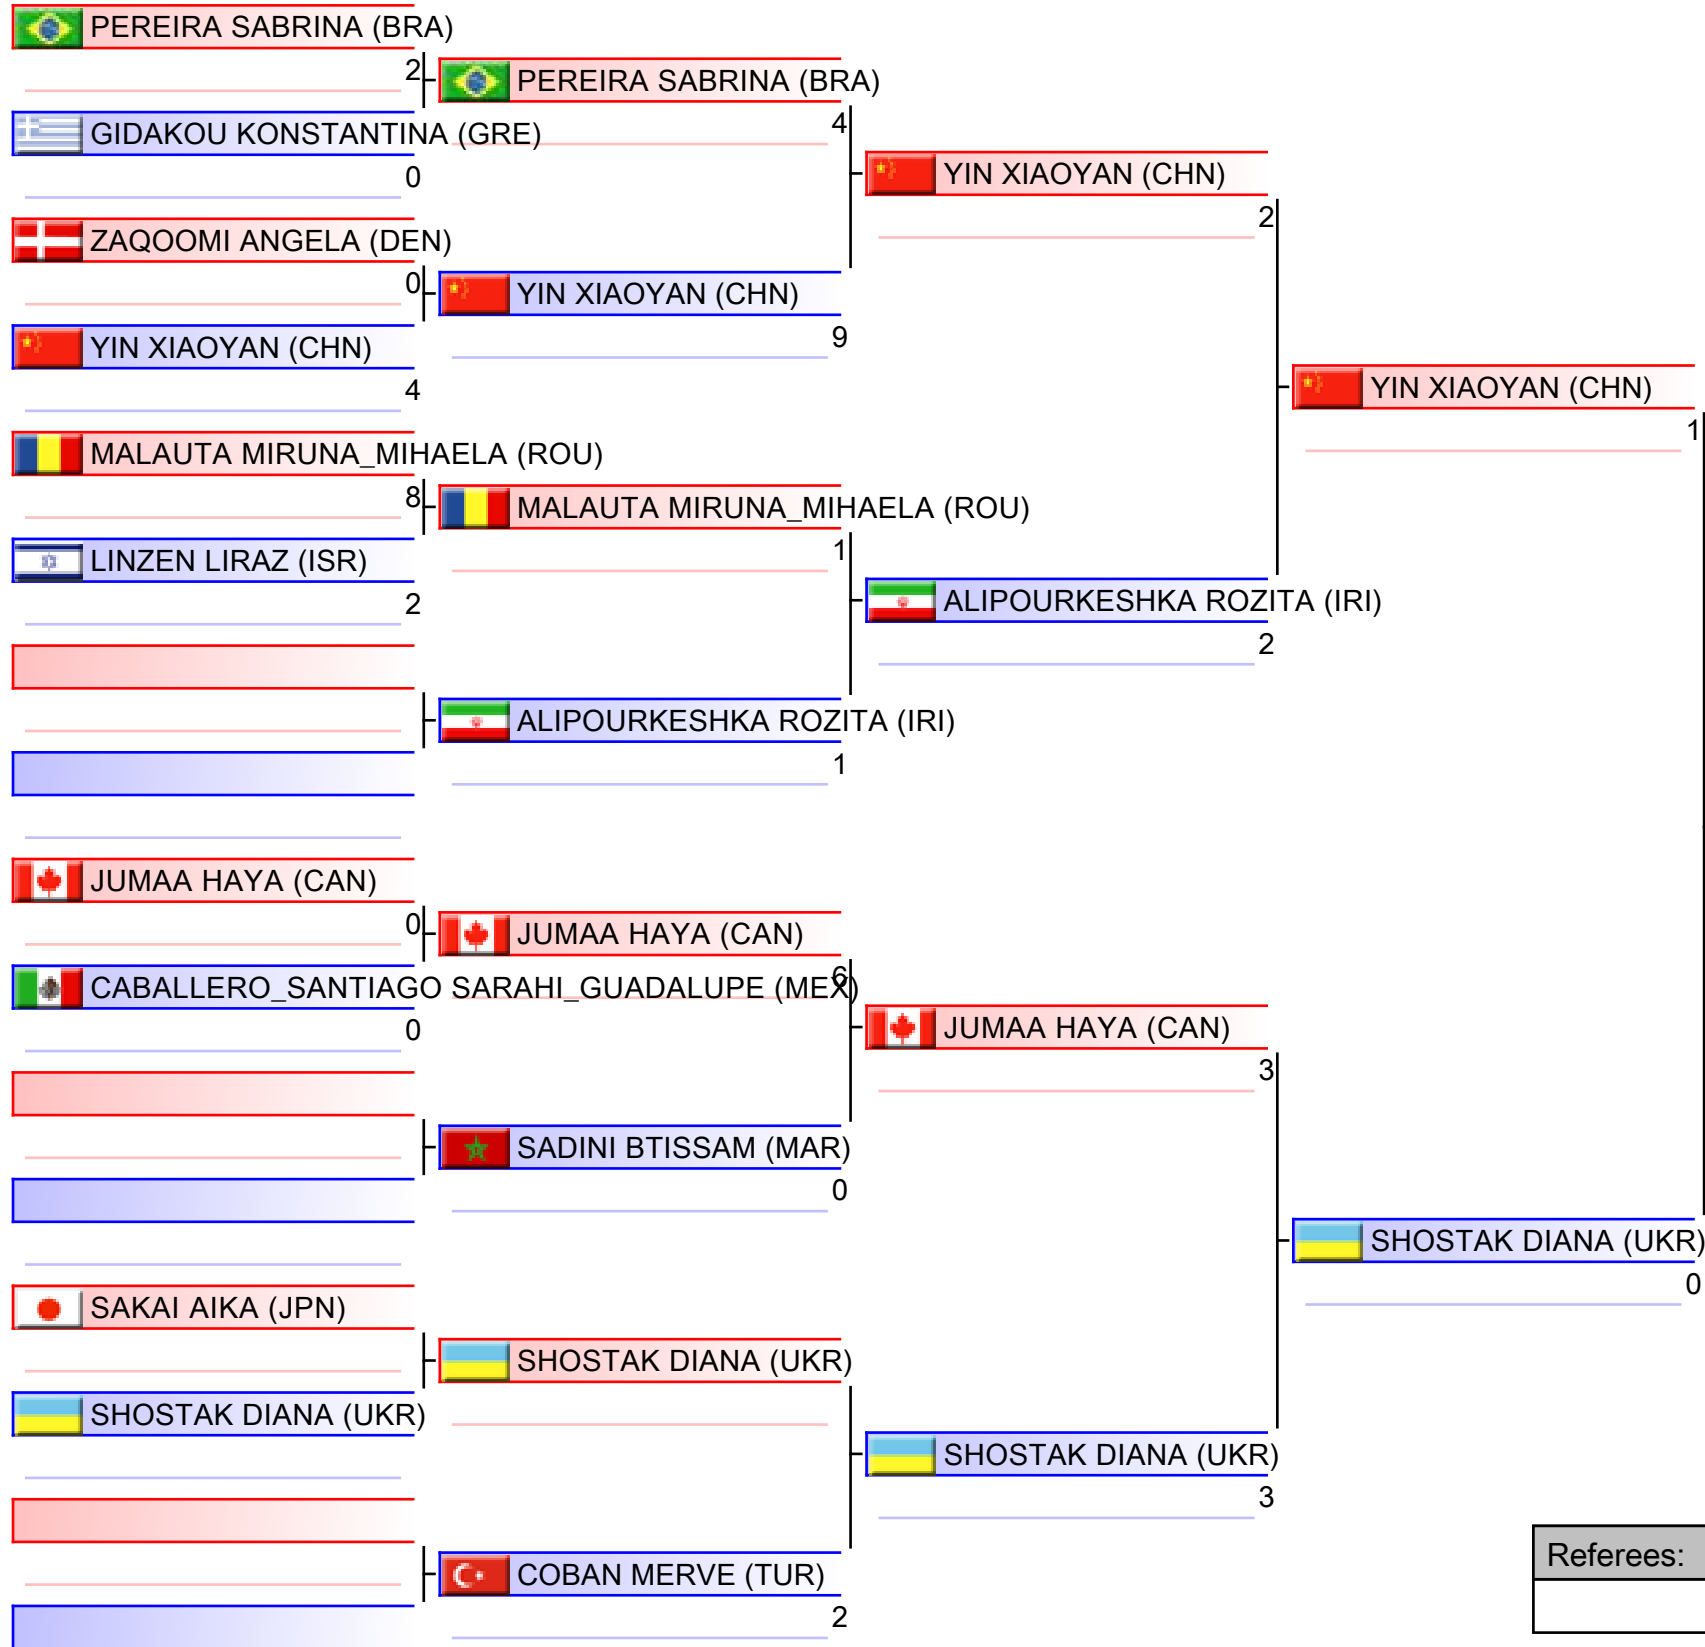 PEREIRA SABRINA (BRA)
2
GIDAKOU KONSTANTINA (GRE)
0
ZAQOOMI ANGELA (DEN)
0
YIN XIAOYAN (CHN)
4
MALAUTA MIRUNA_MIHAELA (ROU)
8
LINZEN LIRAZ (ISR)
2
JUMAA HAYA (CAN)
0
CABALLERO_SANTIAGO SARAHI_GUADALUPE (MEX)
0
SAKAI AIKA (JPN)
SHOSTAK DIANA (UKR)
PEREIRA SABRINA (BRA)
4
YIN XIAOYAN (CHN)
9
MALAUTA MIRUNA_MIHAELA (ROU)
1
ALIPOURKESHKA ROZITA (IRI)
1
JUMAA HAYA (CAN)
6
SADINI BTISSAM (MAR)
0
SHOSTAK DIANA (UKR)
COBAN MERVE (TUR)
2
YIN XIAOYAN (CHN)
2
ALIPOURKESHKA ROZITA (IRI)
2
JUMAA HAYA (CAN)
3
SHOSTAK DIANA (UKR)
3
YIN XIAOYAN (CHN)
1
SHOSTAK DIANA (UKR)
0
Referees: